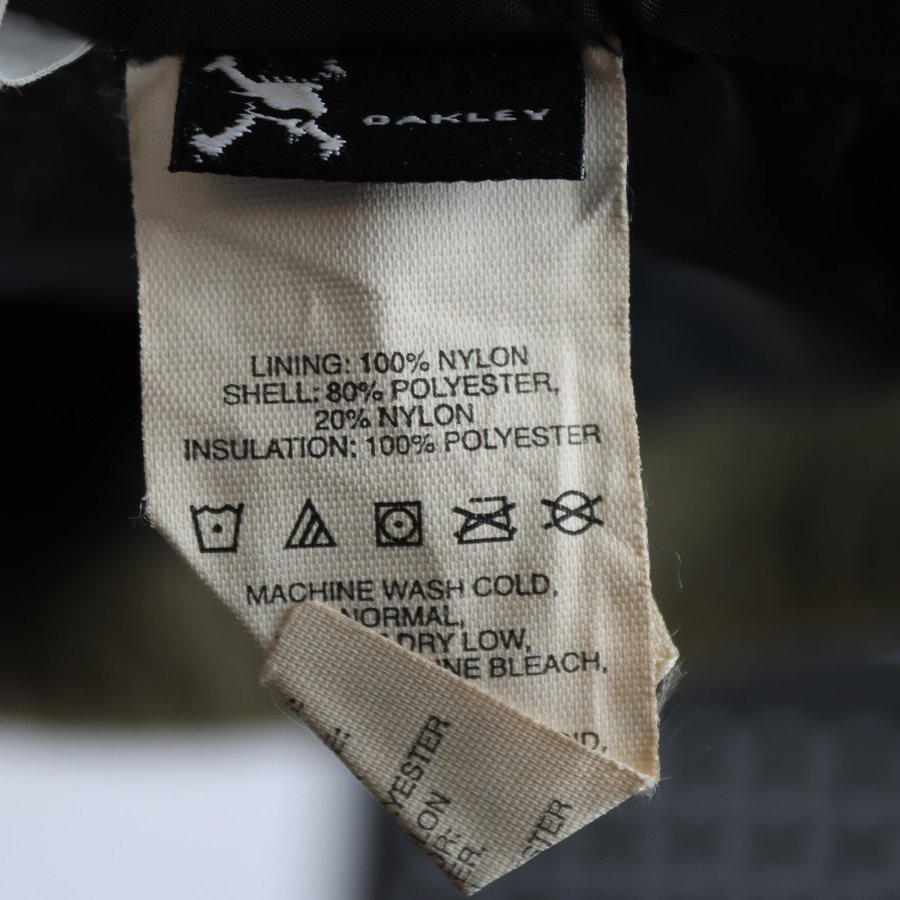 OAKLEY
LINING: 100% NYLON
SHELL: 80% POLYESTER,
20% NYLON
INSULATION: 100% POLYESTER
MACHINE WASH COLD,
NORMAL,
DRY LOW,
BLEACH,